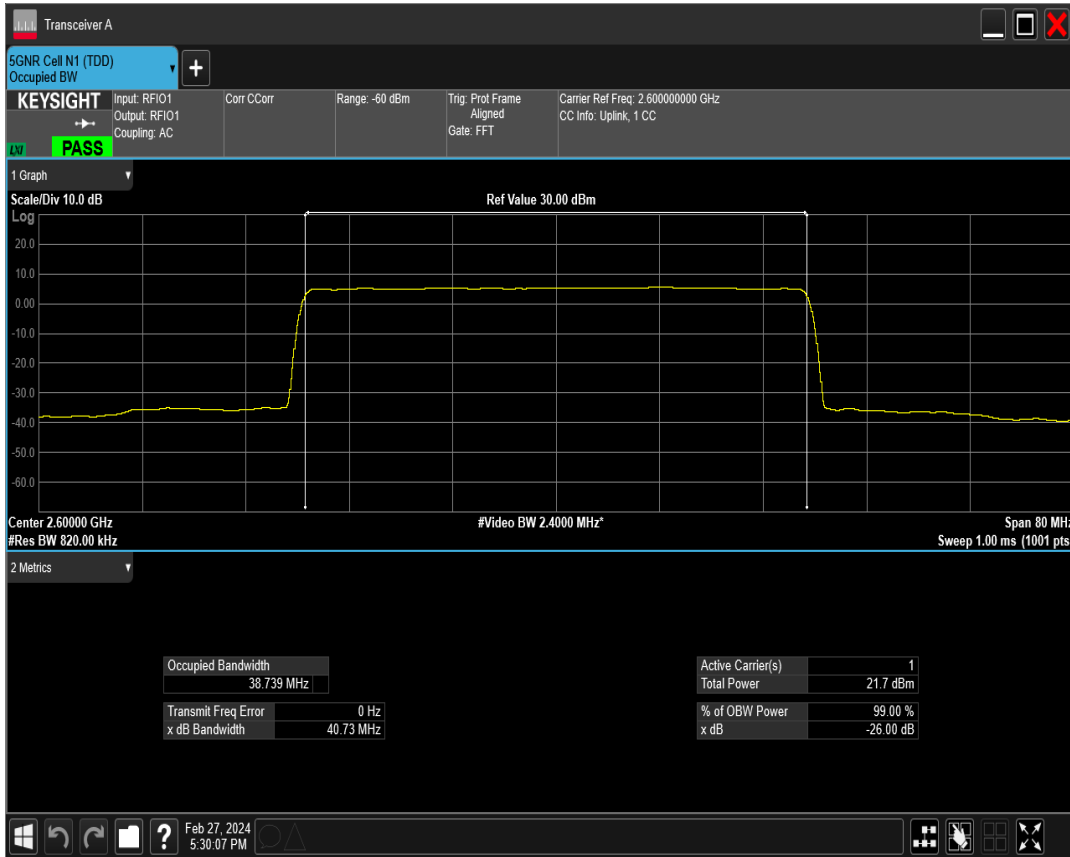 Transceiver A
5GNR Cell N1 (TDD)
Occupied BW
+
KEYSIGHT
LXI
PASS
Input: RFIO1
Output: RFIO1
Coupling: AC
Corr CCorr
Range: -60 dBm
Trig: Prot Frame
Aligned
Gate: FFT
Carrier Ref Freq: 2.600000000 GHz
CC Info: Uplink, 1 CC
1 Graph
Scale/Div 10.0 dB
Ref Value 30.00 dBm
Log
20.0
10.0
0.00
-10.0
-20.0
-30.0
-40.0
-50.0
-60.0
Center 2.60000 GHz
#Video BW 2.4000 MHz*
Span 80 MHz
#Res BW 820.00 kHz
Sweep 1.00 ms (1001 pts
2 Metrics
Occupied Bandwidth
38.739 MHz
Transmit Freq Error 0 Hz
x dB Bandwidth 40.73 MHz
Active Carrier(s) 1
Total Power 21.7 dBm
% of OBW Power 99.00 %
x dB -26.00 dB
?
Feb 27, 2024
5:30:07 PM